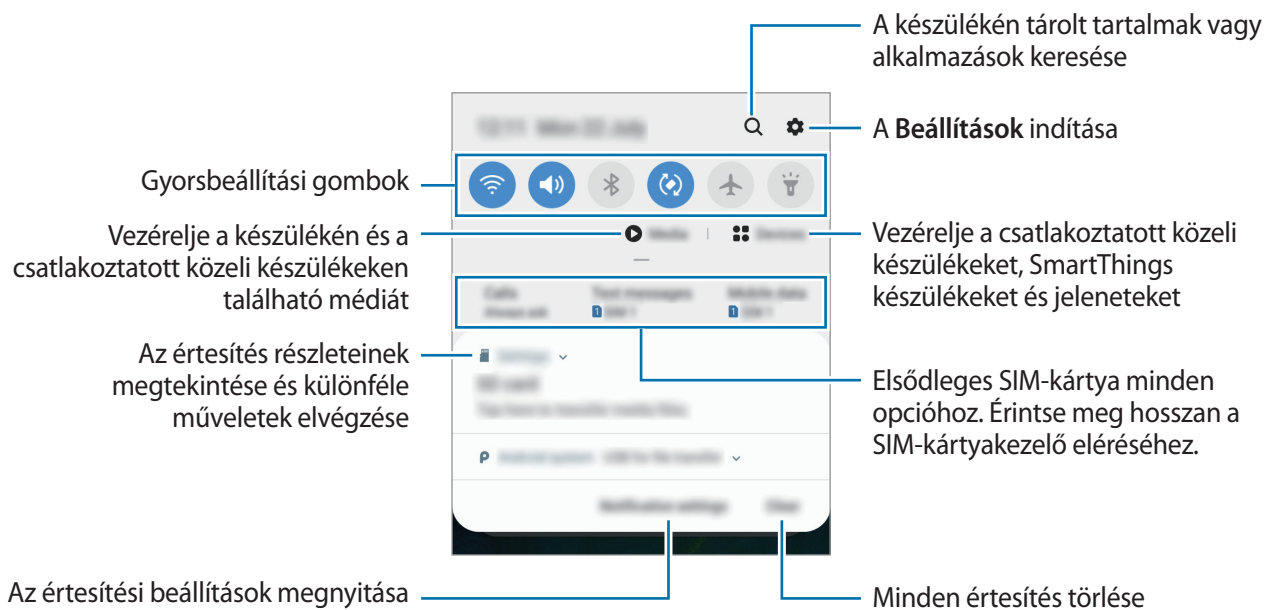 A készülékén tárolt tartalmak vagy
alkalmazások keresése
A Beállítások indítása
Gyorsbeállítási gombok
Vezérelje a készülékén és a
csatlakoztatott közeli készülékeken
található médiát
Vezérelje a csatlakoztatott közeli
készülékeket, SmartThings
készülékeket és jeleneteket
Az értesítés részleteinek
megtekintése és különféle
műveletek elvégzése
Elsődleges SIM-kártya minden
opcióhoz. Érintse meg hosszan a
SIM-kártyakezelő eléréséhez.
Az értesítési beállítások megnyitása
Minden értesítés törlése